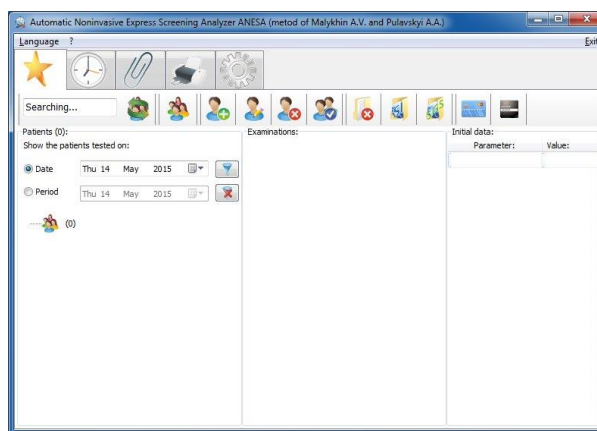 Automatic Noninvasive Express Screening Analyzer ANESA (metod of Malykhin A.V. and Pulavskyi A.A.)
Language ? Exit
Searching...
Patients (0): Examinations: Initial data:
Show the patients tested on: Parameter: Value:
Date Thu 14 May 2015
Period Thu 14 May 2015
(0)